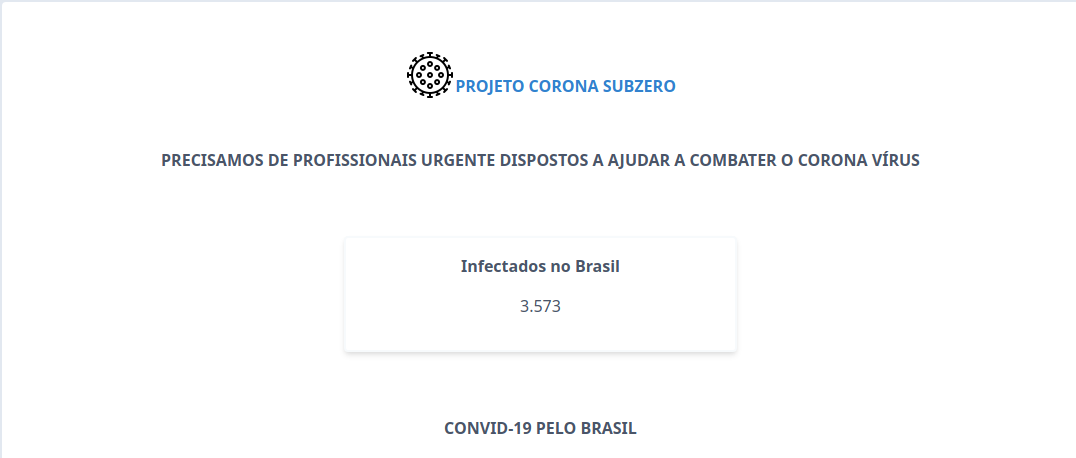 PROJETO CORONA SUBZERO
PRECISAMOS DE PROFISSIONAIS URGENTE DISPOSTOS A AJUDAR A COMBATER O CORONA VÍRUS
Infectados no Brasil
3.573
CONVID-19 PELO BRASIL